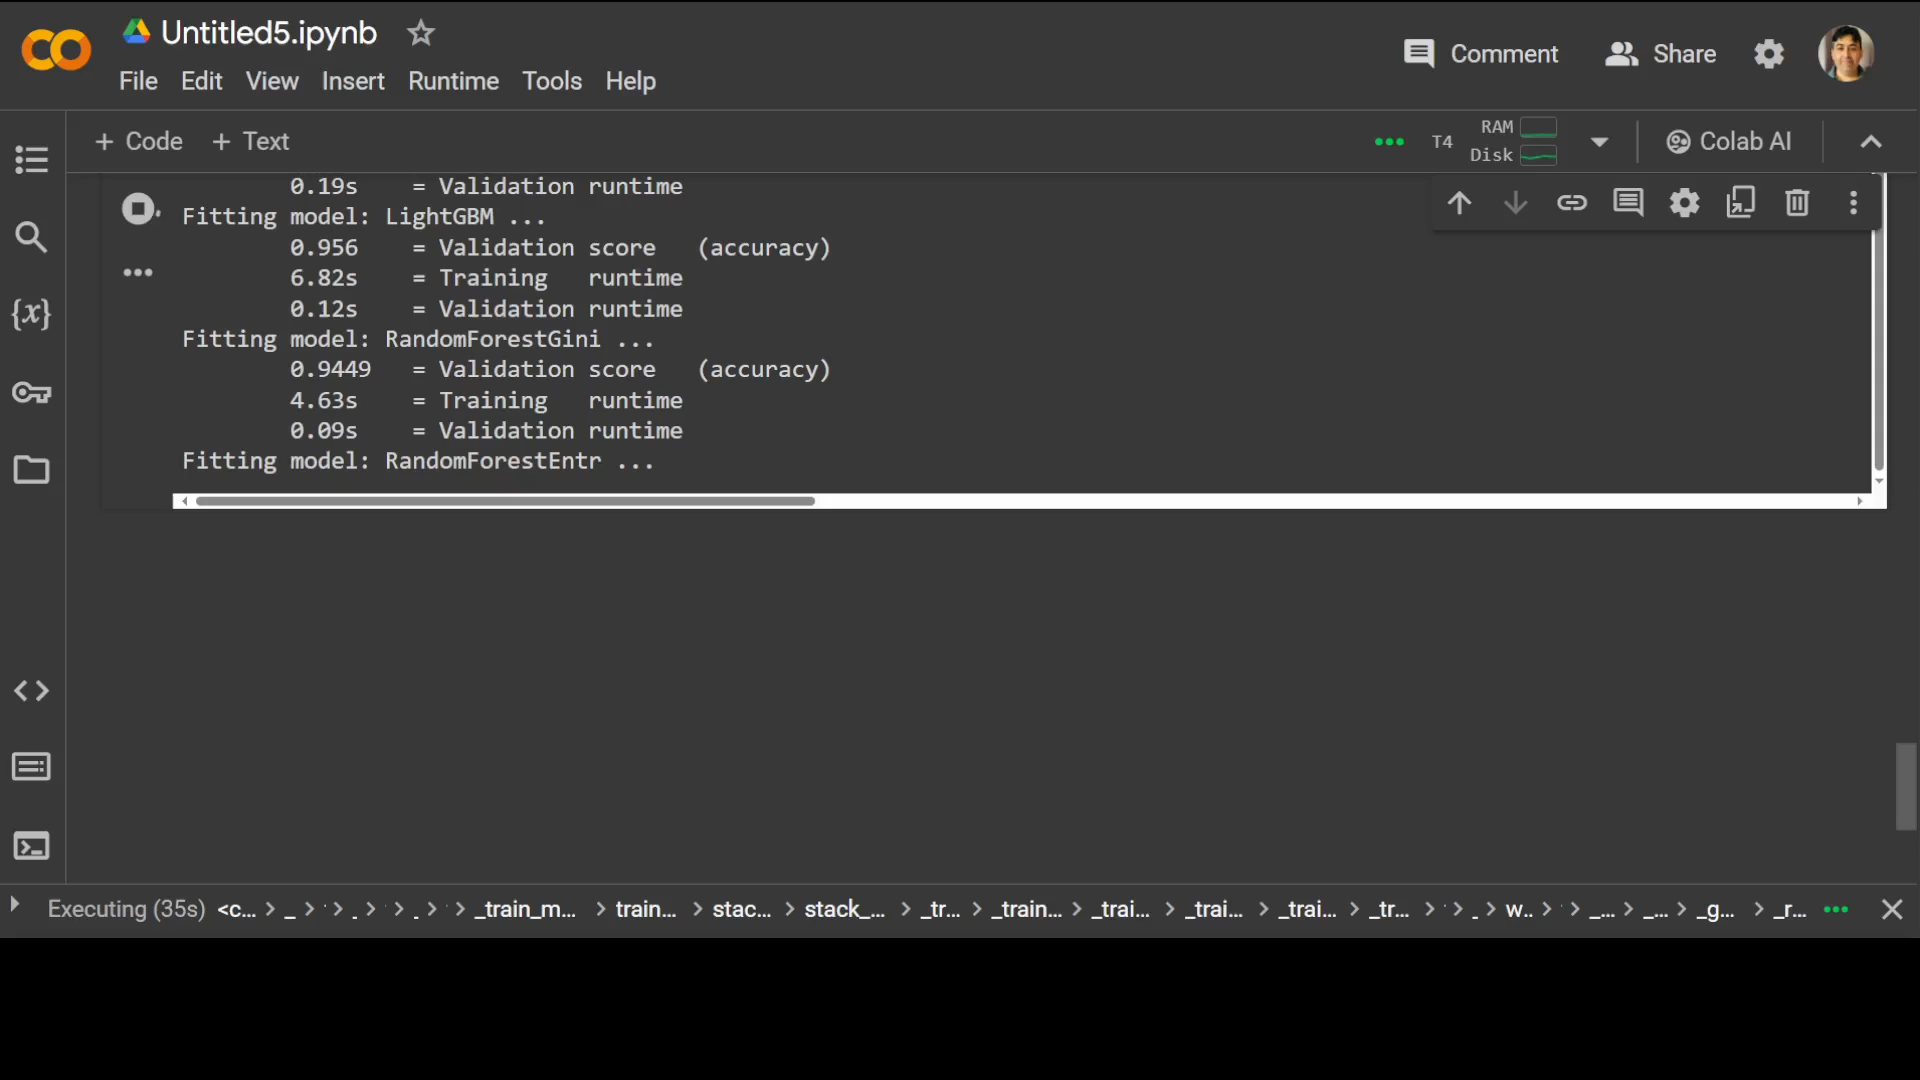 Untitled5.ipynb
Comment
Share
File Edit View Insert Runtime Tools Help
+ Code + Text
T4
RAM
Disk
Colab AI
0.19s = Validation runtime
Fitting model: LightGBM ...
0.956 = Validation score (accuracy)
6.82s = Training runtime
0.12s = Validation runtime
Fitting model: RandomForestGini ...
0.9449 = Validation score (accuracy)
4.63s = Training runtime
0.09s = Validation runtime
Fitting model: RandomForestEntr ...
{x}
Executing (35s) <c... > _ > > _ > > _ > > _train_m... > train... > stac... > stack_... > _tr... > _train... > _trai... > _trai... > _trai... > _tr... > > _ > w.. > > _... > _... > _g... > _r...